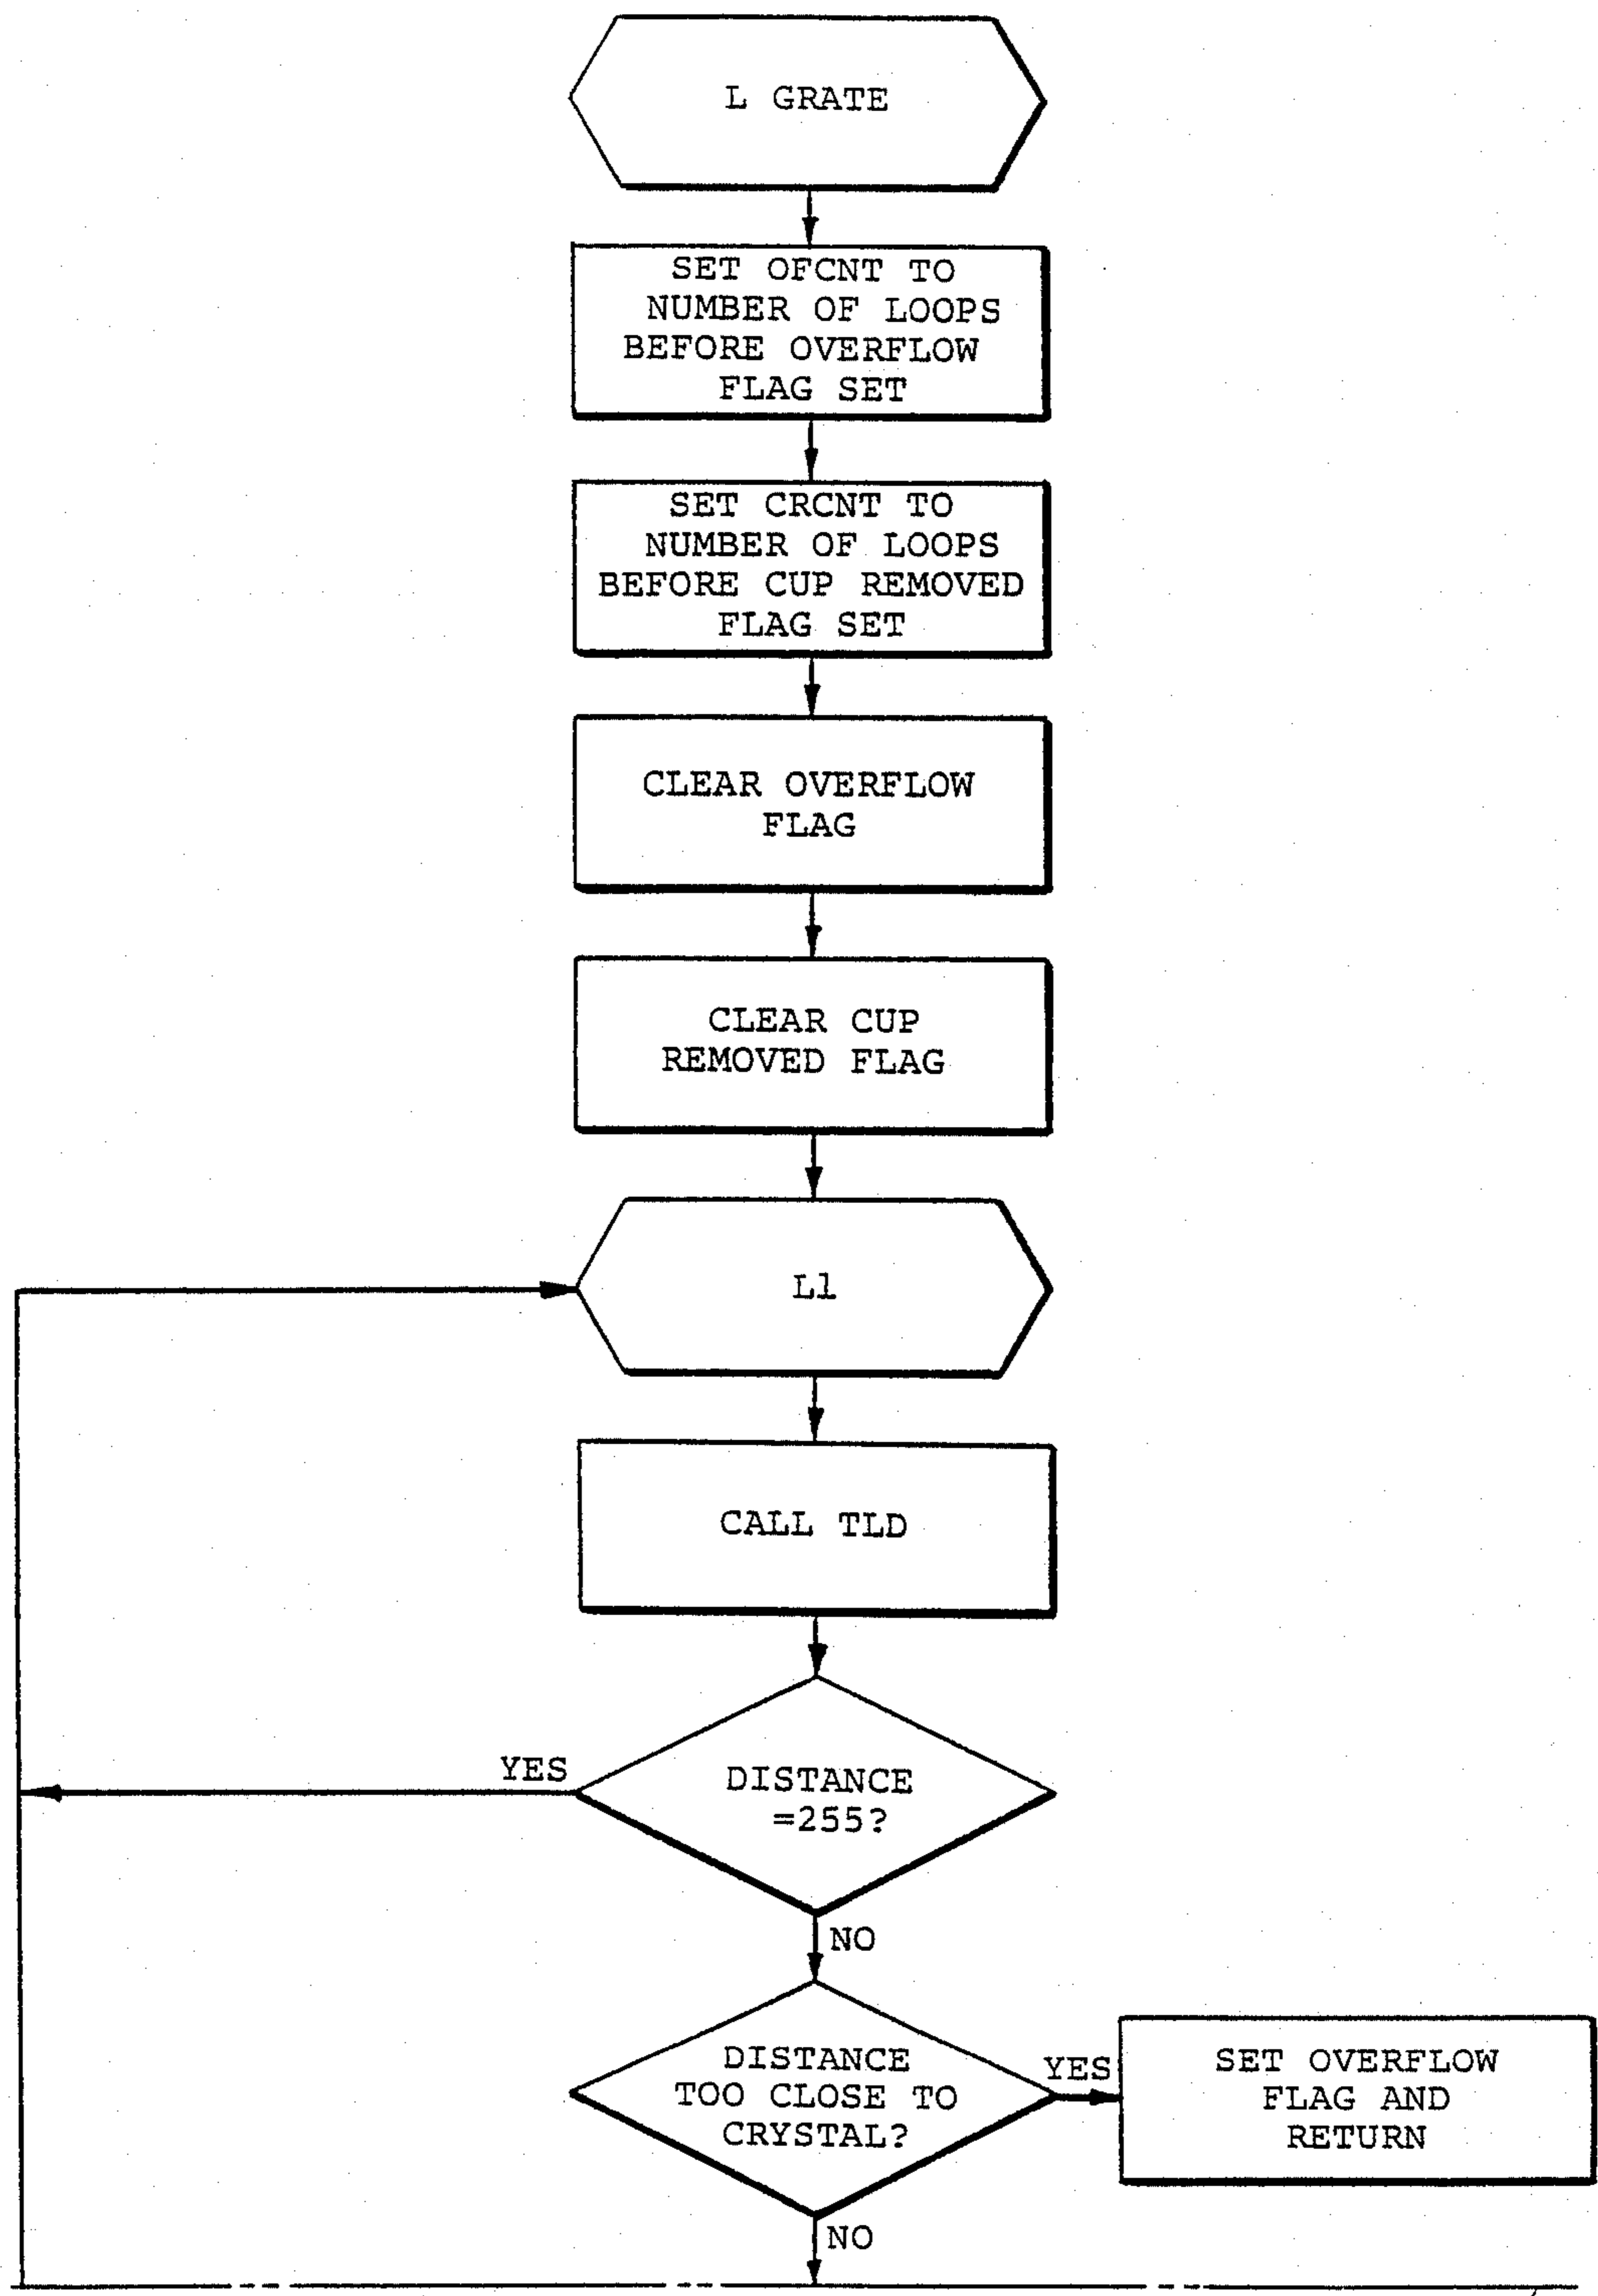 L GRATE
SET OFCNT TO
NUMBER OF LOOPS
BEFORE OVERFLOW
FLAG SET
SET CRCNT TO
NUMBER OF LOOPS
BEFORE CUP REMOVED
FLAG SET
CLEAR OVERFLOW
FLAG
CLEAR CUP
REMOVED FLAG
L1
CALL TLD
YES
DISTANCE
=255?
NO
DISTANCE
TOO CLOSE TO
CRYSTAL?
YES
SET OVERFLOW
FLAG AND
RETURN
NO